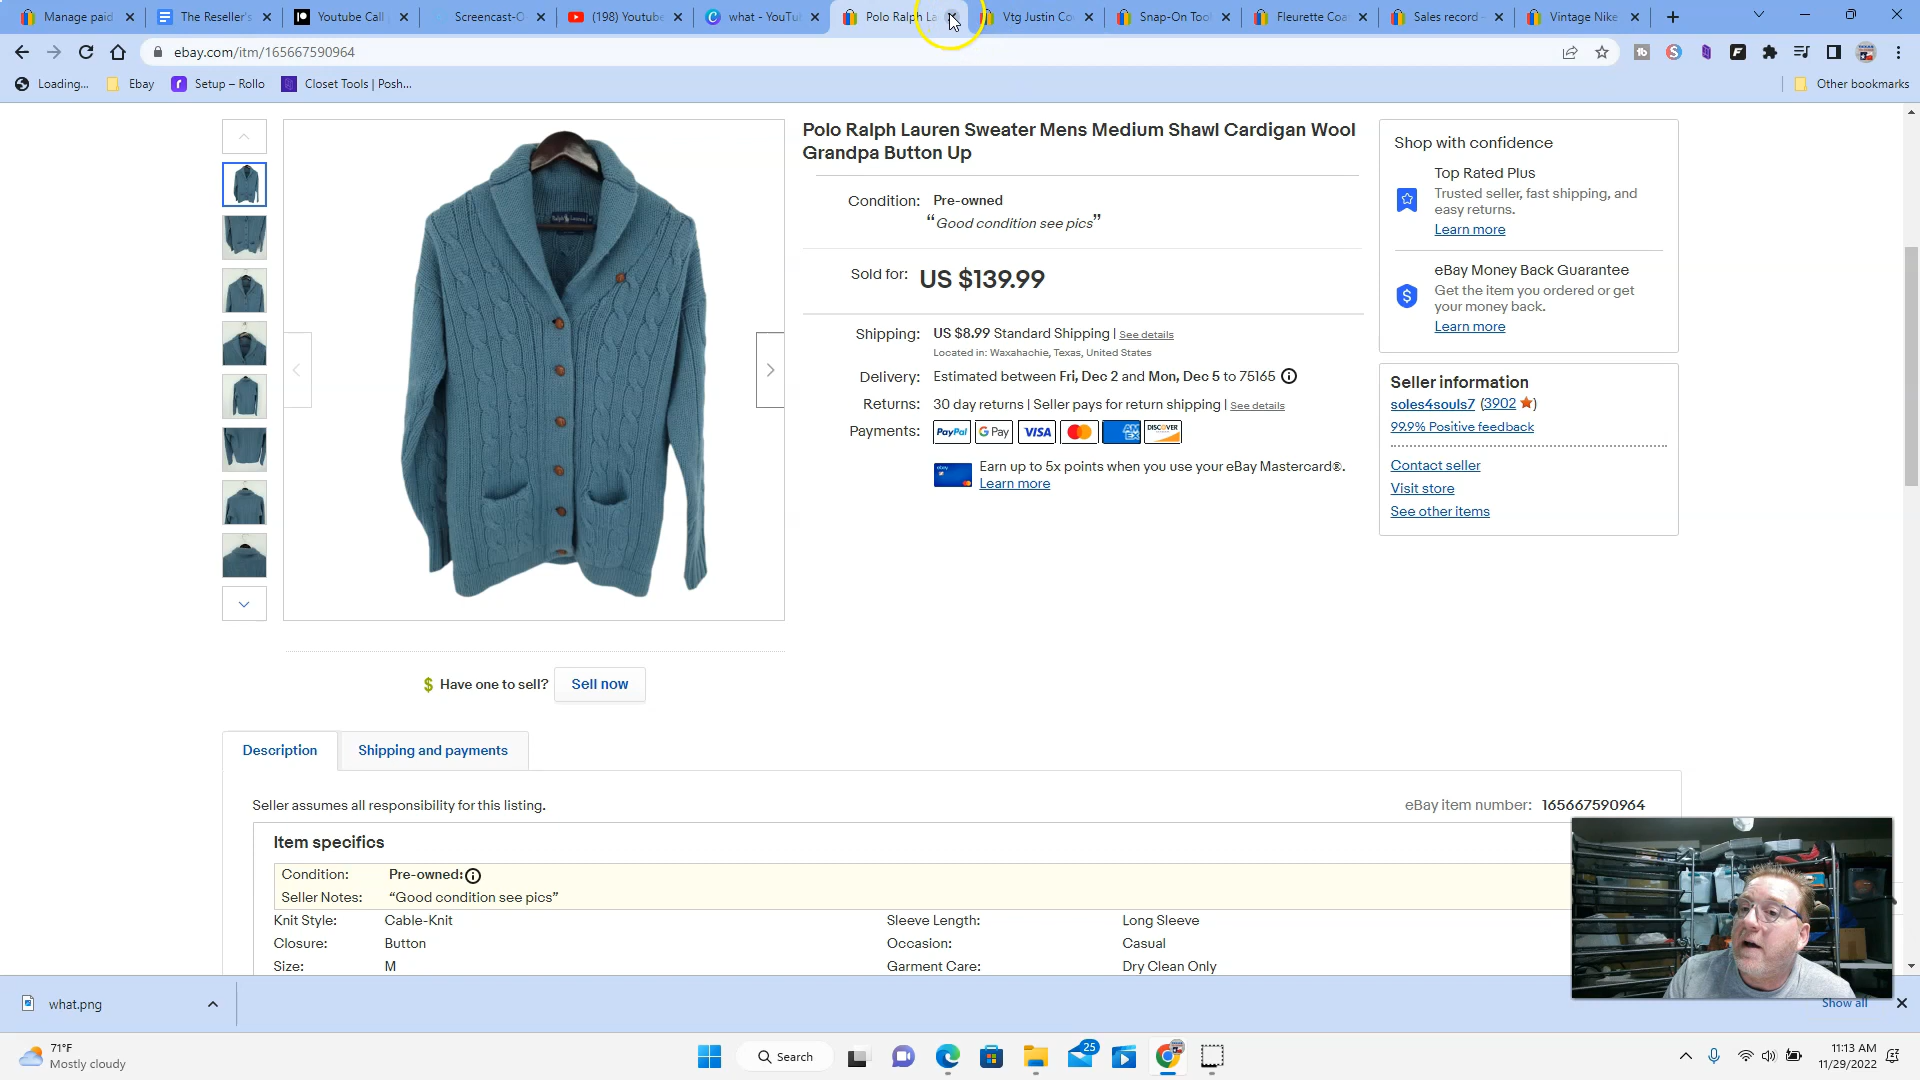 Manage paid
The Reseller's
Youtube Call
Screencast-O
(198) Youtube
what - YouTu
Polo Ralph La
Vtg Justin Co
Snap-On Tool
Fleurette Coa
Sales record -
Vintage Nike
ebay.com/itm/165667590964
Loading...
Ebay
Setup – Rollo
Closet Tools | Posh...
Other bookmarks
Polo Ralph Lauren Sweater Mens Medium Shawl Cardigan Wool
Grandpa Button Up
Condition: Pre-owned
“Good condition see pics”
Sold for: US $139.99
Shipping: US $8.99 Standard Shipping | See details
Located in: Waxahachie, Texas, United States
Delivery: Estimated between Fri, Dec 2 and Mon, Dec 5 to 75165
Returns: 30 day returns | Seller pays for return shipping | See details
Payments: PayPal G Pay VISA AM EX DISCOVER
Earn up to 5x points when you use your eBay Mastercard®.
Learn more
Shop with confidence
Top Rated Plus
Trusted seller, fast shipping, and
easy returns.
Learn more
eBay Money Back Guarantee
Get the item you ordered or get
your money back.
Learn more
Seller information
soles4souls7 (3902)
99.9% Positive feedback
Contact seller
Visit store
See other items
Ralph Lauren
$ Have one to sell? Sell now
Description
Shipping and payments
Seller assumes all responsibility for this listing.
eBay item number: 165667590964
Item specifics
Condition: Pre-owned:
Seller Notes: “Good condition see pics”
Knit Style: Cable-Knit Sleeve Length: Long Sleeve
Closure: Button Occasion: Casual
Size: M Garment Care: Dry Clean Only
what.png
Show all
71°F
Mostly cloudy
Search
25
11:13 AM
11/29/2022